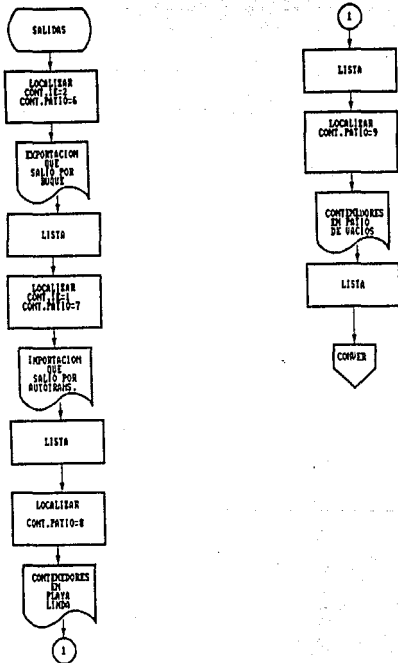 SALIDAS
LOCALIZAR
CONT.IE=2
CONT.PATIO=6
EXPORTACION
QUE
SALIO POR
BUQUE
LISTA
LOCALIZAR
CONT.IE=1
CONT.PATIO=7
IMPORTACION
QUE
SALIO POR
AUTOTRANS.
LISTA
LOCALIZAR
CONT.PATIO=8
CONTENEDORES
EN
PLAYA
LINDA
1
1
LISTA
LOCALIZAR
CONT.PATIO=9
CONTENEDORES
EN PATIO
DE VACIOS
LISTA
CONVER